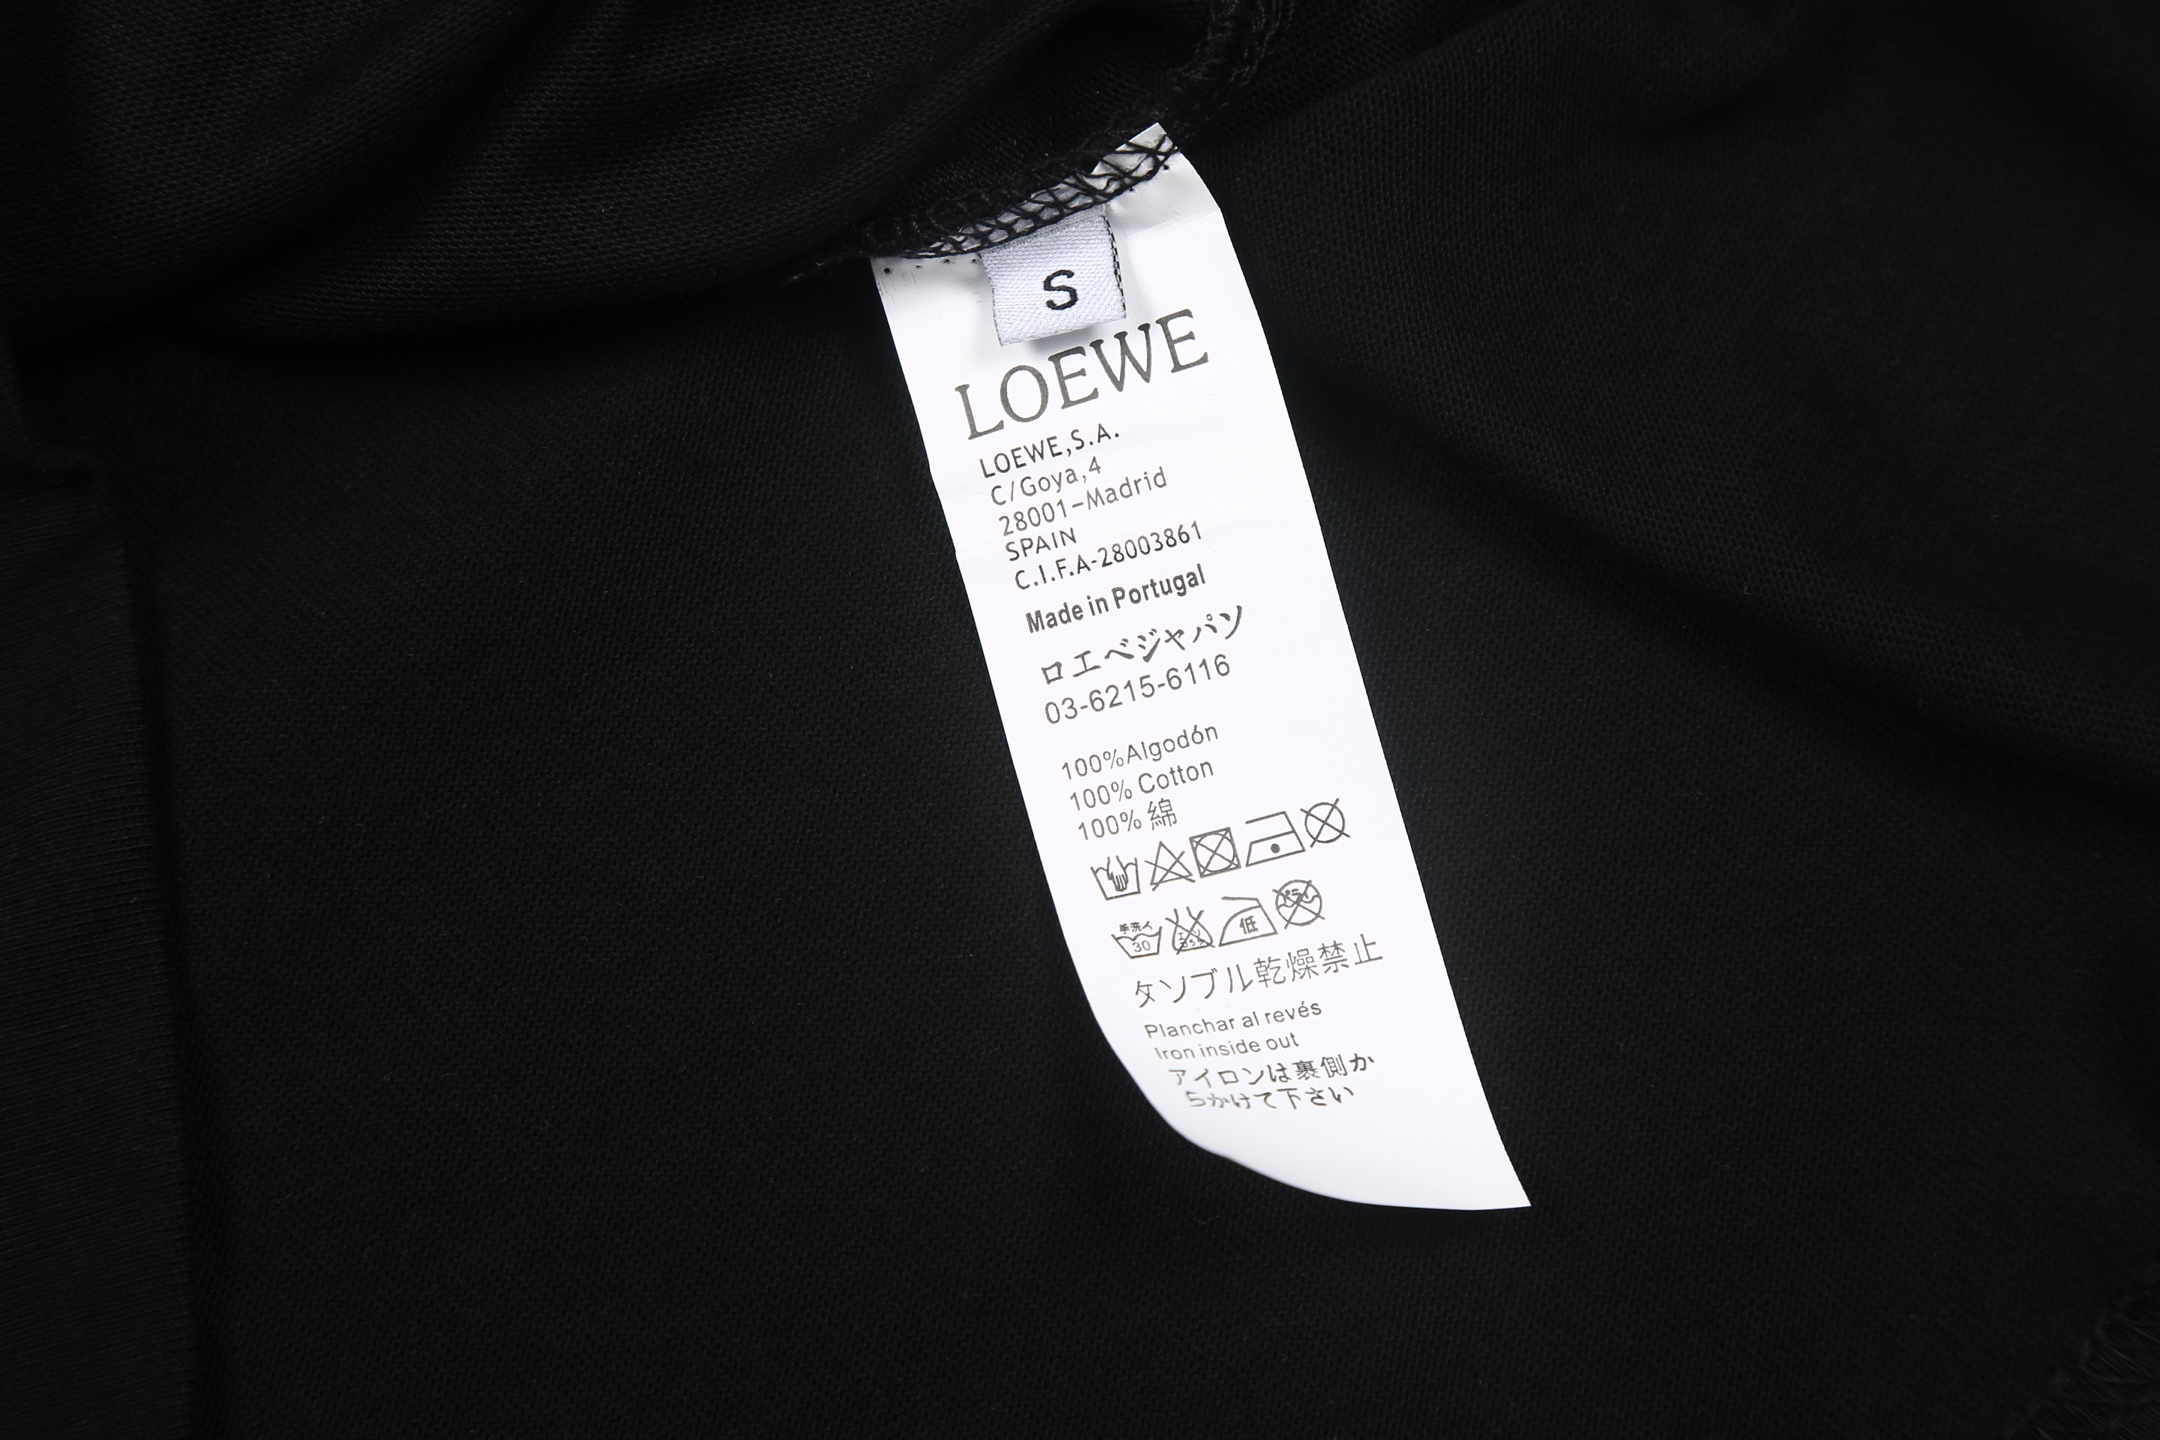 S
LOEWE
LOEWE,S.A.
C/Goya,4
28001-Madrid
SPAIN
C.I.F.A-28003861
Made in Portugal
ロエベジャパソ
03-6215-6116
100%Algodón
100% Cotton
100% 綿
手洗イ
30
低
タソブル乾燥禁止
Planchar al revés
Iron inside out
アイロンは裏側か
らかけて下さい